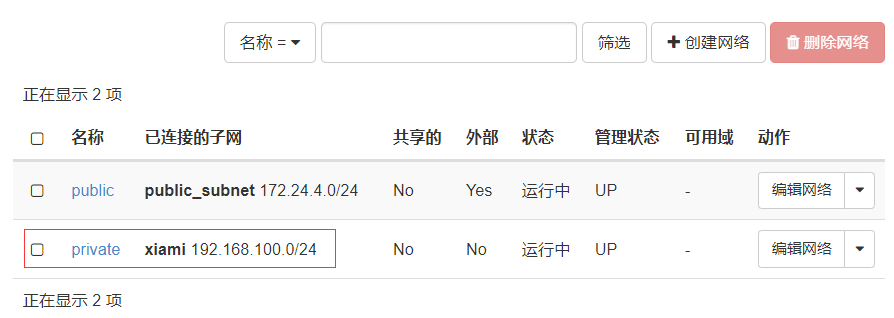 名称 = 筛选 创建网络 删除网络
正在显示 2 项
名称 已连接的子网 共享的 外部 状态 管理状态 可用域 动作
public public_subnet 172.24.4.0/24 No Yes 运行中 UP - 编辑网络
private xiami 192.168.100.0/24 No No 运行中 UP - 编辑网络
正在显示 2 项